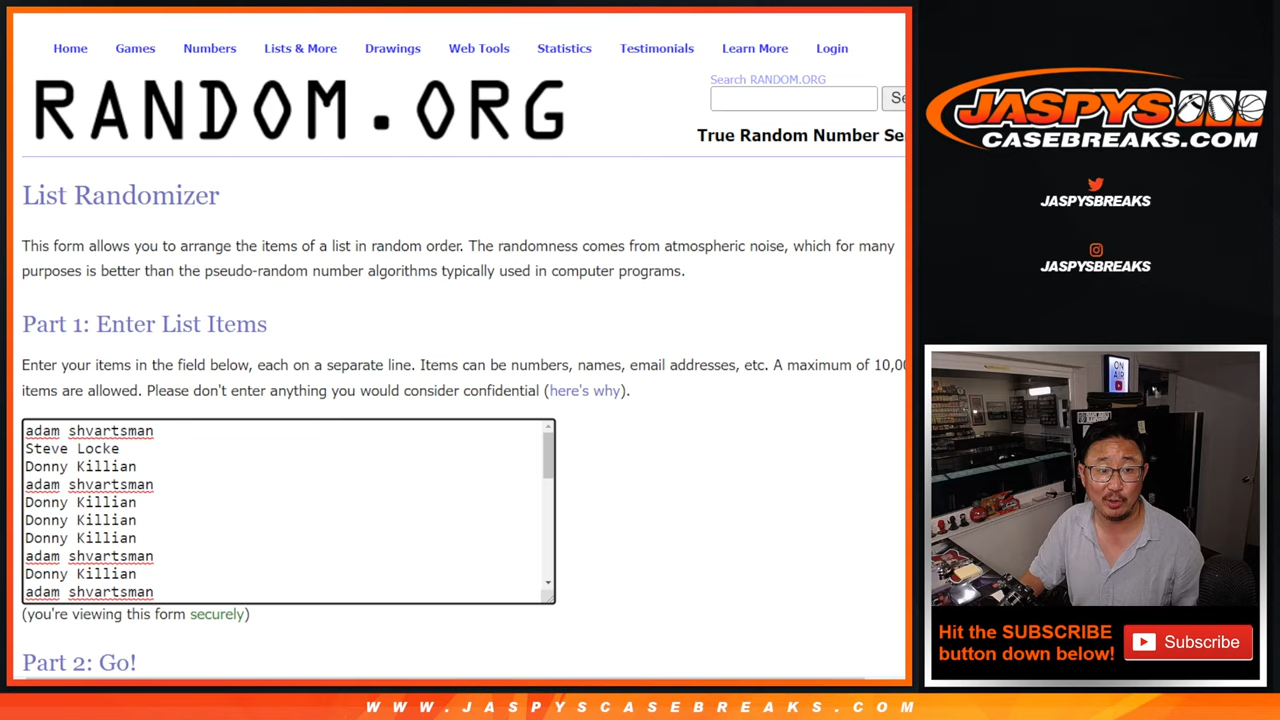 Home Games Numbers Lists & More Drawings Web Tools Statistics Testimonials Learn More Login
RANDOM.ORG
Search RANDOM.ORG
Se
True Random Number Se
List Randomizer
This form allows you to arrange the items of a list in random order. The randomness comes from atmospheric noise, which for many
purposes is better than the pseudo-random number algorithms typically used in computer programs.
Part 1: Enter List Items
Enter your items in the field below, each on a separate line. Items can be numbers, names, email addresses, etc. A maximum of 10,00
items are allowed. Please don't enter anything you would consider confidential (here's why).
adam shvartsman
Steve Locke
Donny Killian
adam shvartsman
Donny Killian
Donny Killian
Donny Killian
adam shvartsman
Donny Killian
adam shvartsman
(you're viewing this form securely)
Part 2: Go!
JASPYS
CASEBREAKS.COM
JASPYSBREAKS
JASPYSBREAKS
ON
AIR
Hit the SUBSCRIBE
button down below!
Subscribe
WWW.JASPYSCASEBREAKS.COM